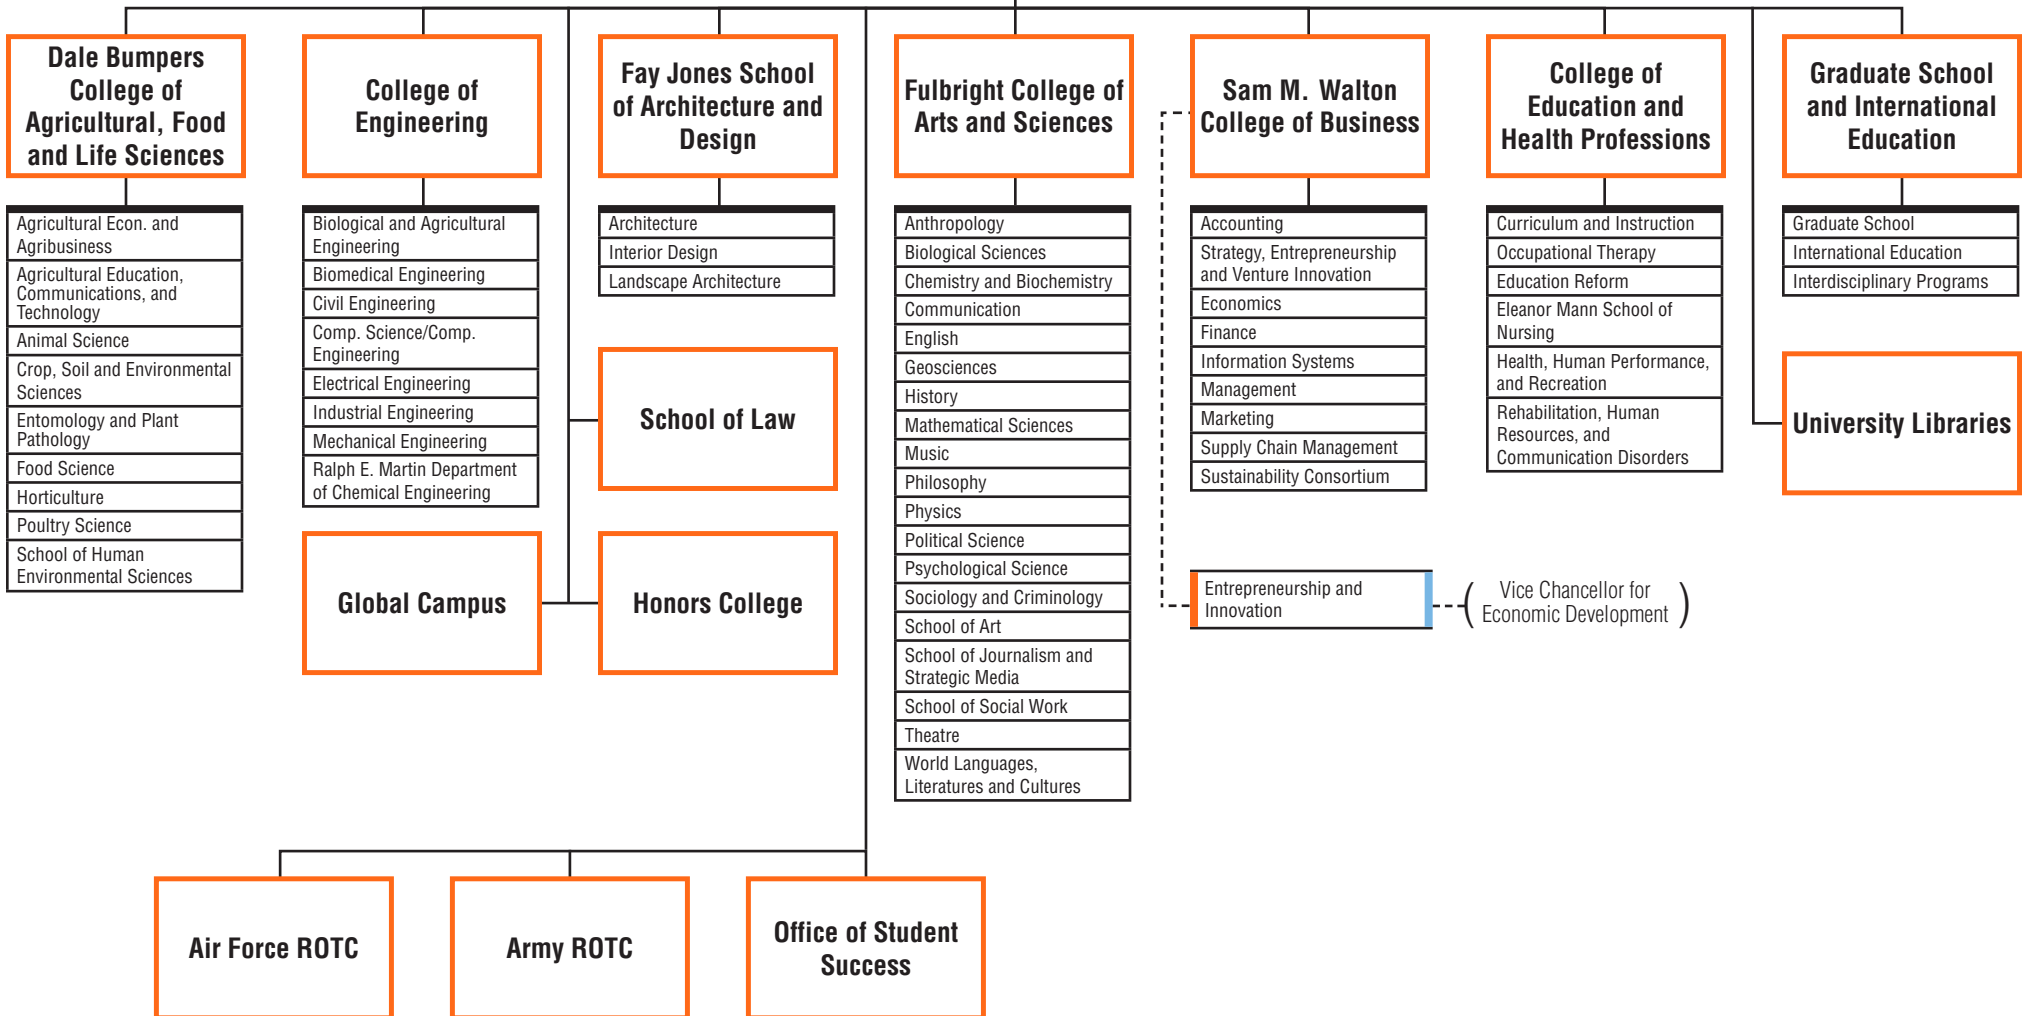 Dale Bumpers
College of
Agricultural, Food
and Life Sciences
Agricultural Econ. and
Agribusiness
Agricultural Education,
Communications, and
Technology
Animal Science
Crop, Soil and Environmental
Sciences
Entomology and Plant
Pathology
Food Science
Horticulture
Poultry Science
School of Human
Environmental Sciences
College of
Engineering
Biological and Agricultural
Engineering
Biomedical Engineering
Civil Engineering
Comp. Science/Comp.
Engineering
Electrical Engineering
Industrial Engineering
Mechanical Engineering
Ralph E. Martin Department
of Chemical Engineering
Fay Jones School
of Architecture and
Design
Architecture
Interior Design
Landscape Architecture
School of Law
Global Campus
Honors College
Fulbright College of
Arts and Sciences
Anthropology
Biological Sciences
Chemistry and Biochemistry
Communication
English
Geosciences
History
Mathematical Sciences
Music
Philosophy
Physics
Political Science
Psychological Science
Sociology and Criminology
School of Art
School of Journalism and
Strategic Media
School of Social Work
Theatre
World Languages,
Literatures and Cultures
Sam M. Walton
College of Business
Accounting
Strategy, Entrepreneurship
and Venture Innovation
Economics
Finance
Information Systems
Management
Marketing
Supply Chain Management
Sustainability Consortium
Entrepreneurship and
Innovation
( Vice Chancellor for
Economic Development )
College of
Education and
Health Professions
Curriculum and Instruction
Occupational Therapy
Education Reform
Eleanor Mann School of
Nursing
Health, Human Performance,
and Recreation
Rehabilitation, Human
Resources, and
Communication Disorders
Graduate School
and International
Education
Graduate School
International Education
Interdisciplinary Programs
University Libraries
Air Force ROTC
Army ROTC
Office of Student
Success